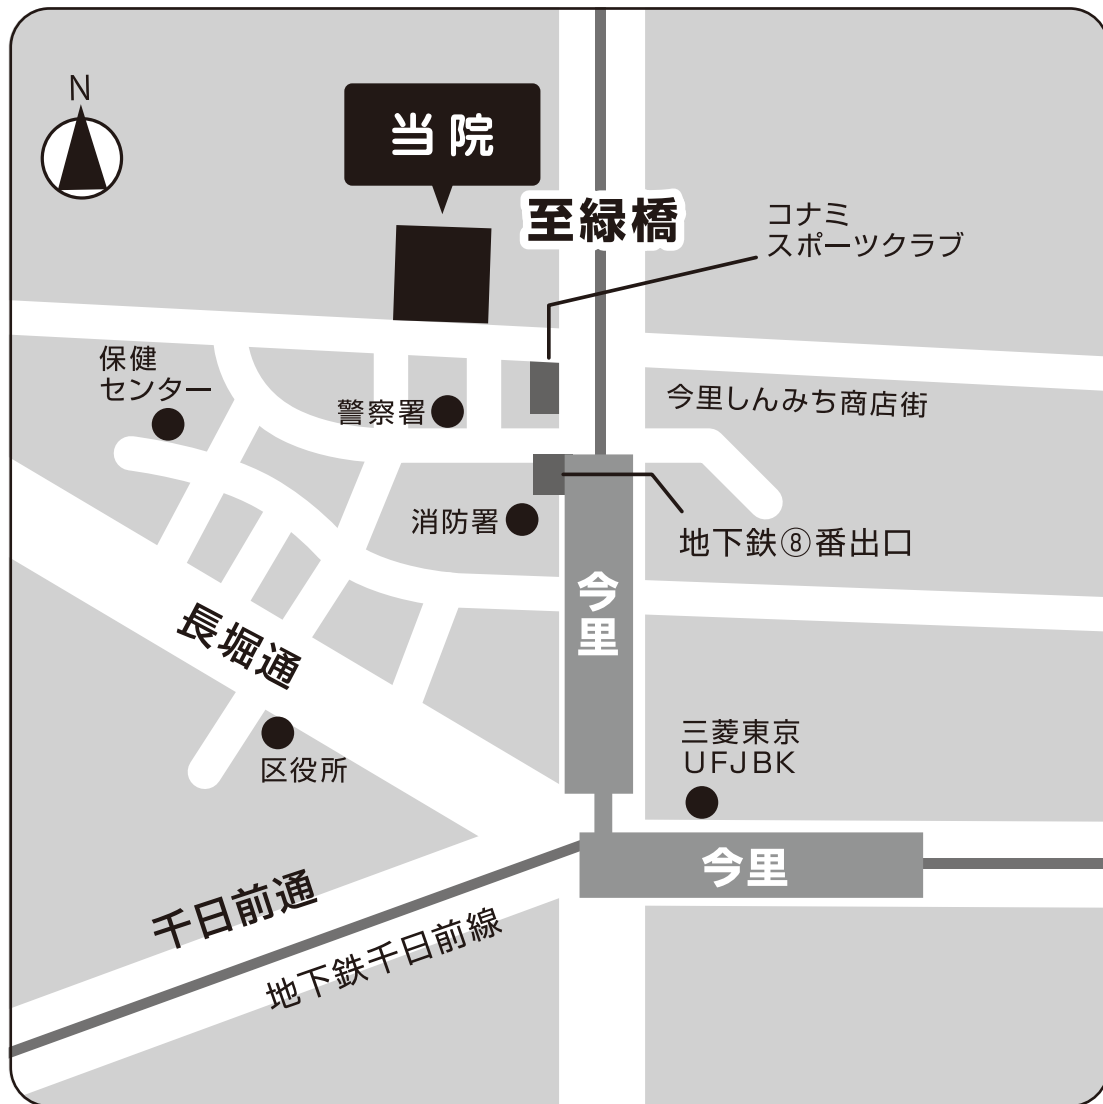 N
当院
至緑橋
コナミ
スポーツクラブ
保健
センター
警察署
今里しんみち商店街
消防署
地下鉄⑧番出口
今里
長堀通
三菱東京
UFJBK
区役所
今里
千日前通
地下鉄千日前線